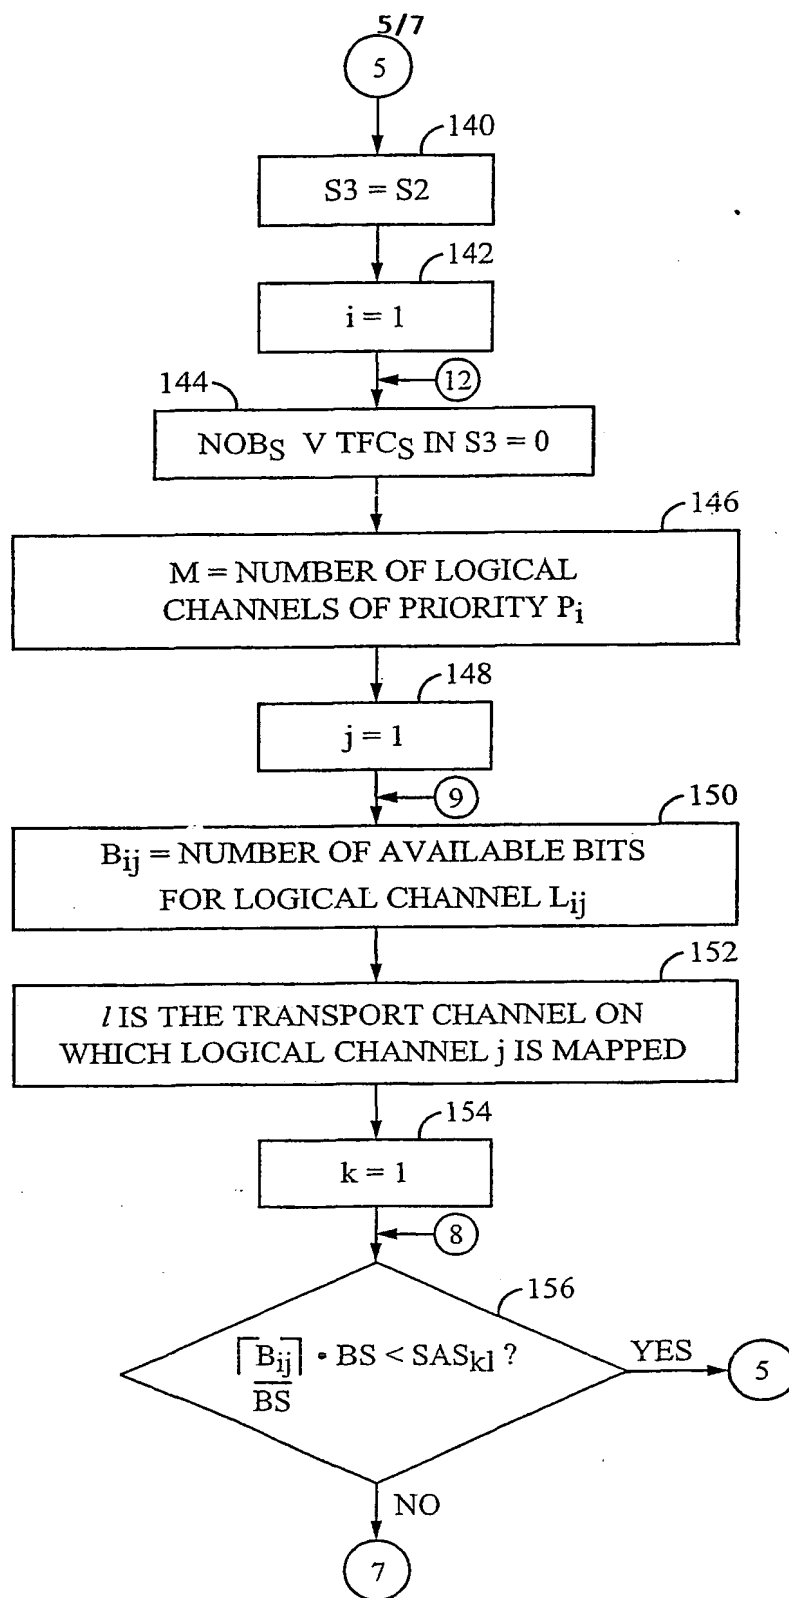 5/7
5
140
S3 = S2
142
i = 1
12
144
NOBS V TFCS IN S3 = 0
146
M = NUMBER OF LOGICAL
CHANNELS OF PRIORITY Pi
148
j = 1
9
150
Bij = NUMBER OF AVAILABLE BITS
FOR LOGICAL CHANNEL Lij
152
l IS THE TRANSPORT CHANNEL ON
WHICH LOGICAL CHANNEL j IS MAPPED
154
k = 1
8
156
⌈Bij⌉ • BS < SASkl ?
BS
YES
5
NO
7